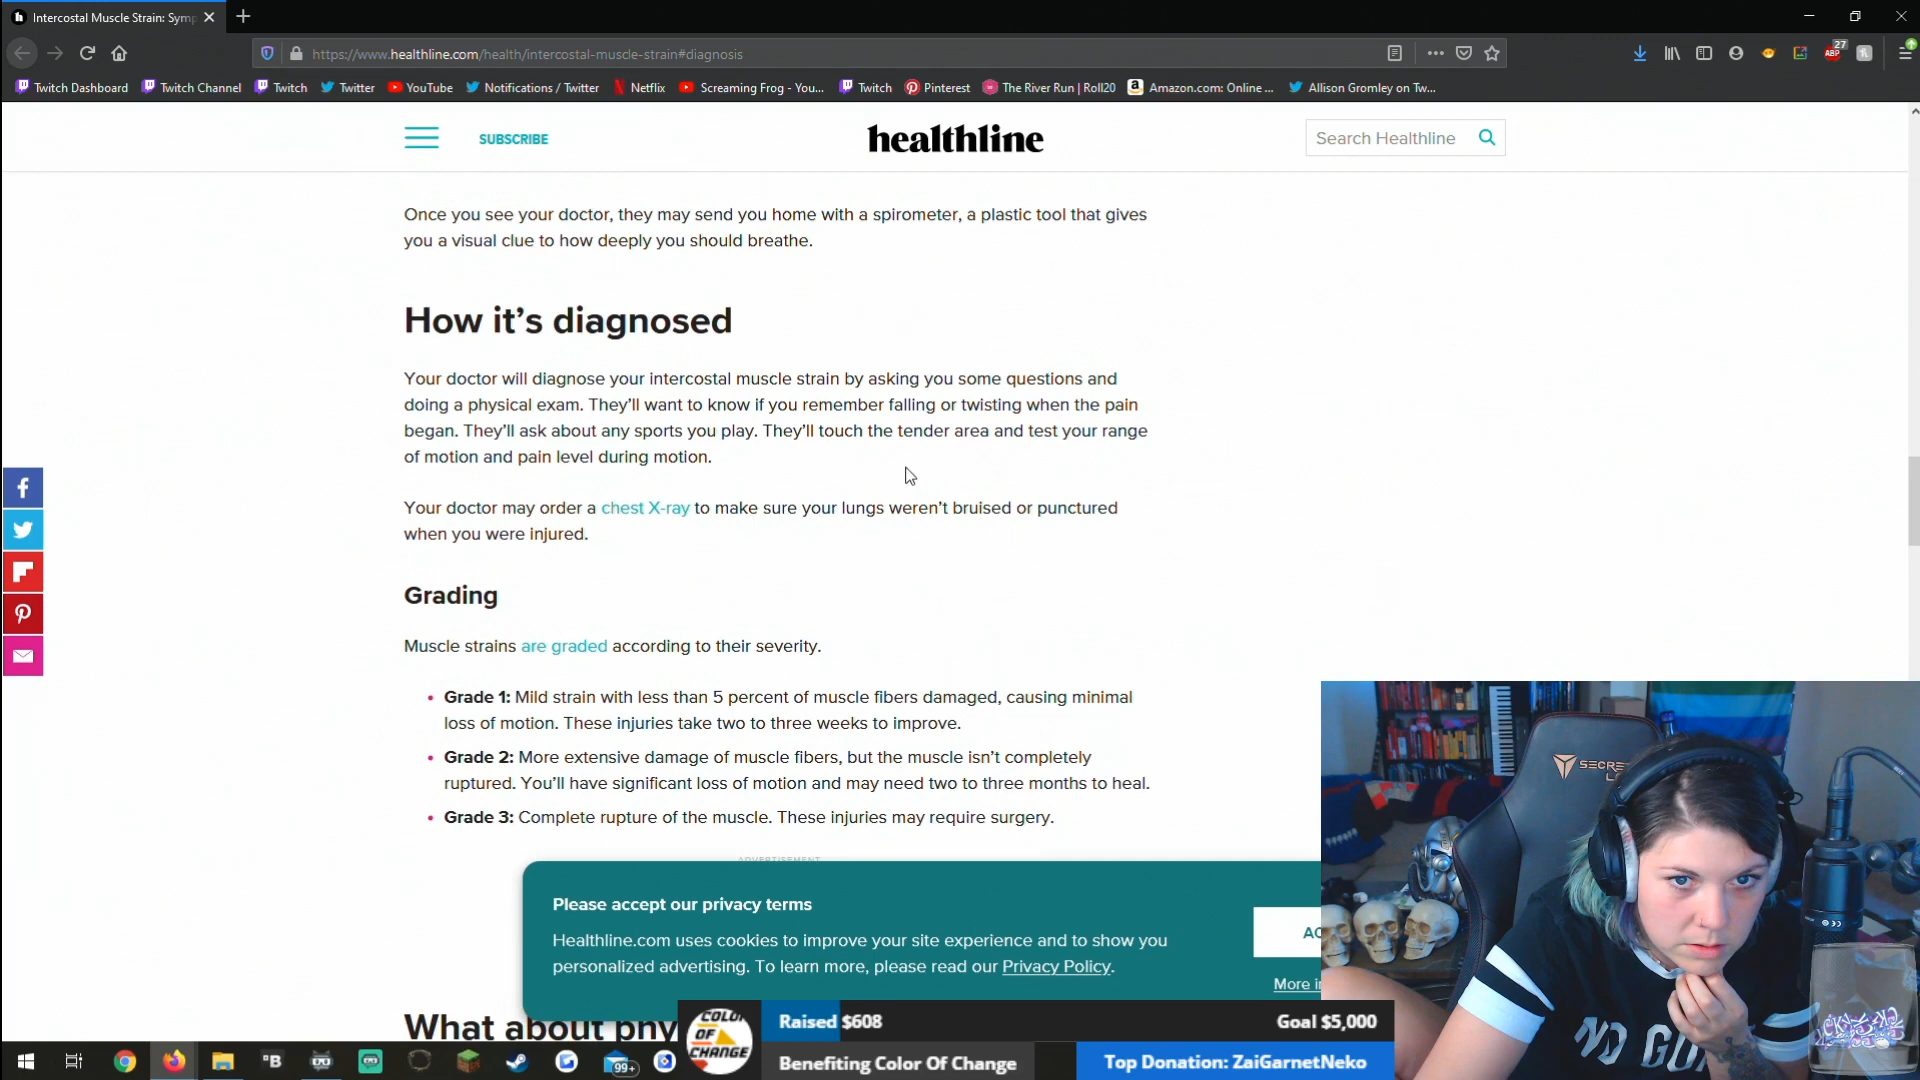 Intercostal Muscle Strain: Symp
https://www.healthline.com/health/intercostal-muscle-strain#diagnosis
27
ABP
Twitch Dashboard
Twitch Channel
Twitch
Twitter
YouTube
Notifications / Twitter
Netflix
Screaming Frog - You...
Twitch
Pinterest
The River Run | Roll20
Amazon.com: Online ...
Allison Gromley on Tw...
SUBSCRIBE
healthline
Search Healthline
Once you see your doctor, they may send you home with a spirometer, a plastic tool that gives
you a visual clue to how deeply you should breathe.
How it’s diagnosed
Your doctor will diagnose your intercostal muscle strain by asking you some questions and
doing a physical exam. They’ll want to know if you remember falling or twisting when the pain
began. They’ll ask about any sports you play. They’ll touch the tender area and test your range
of motion and pain level during motion.
Your doctor may order a chest X-ray to make sure your lungs weren’t bruised or punctured
when you were injured.
Grading
Muscle strains are graded according to their severity.
• Grade 1: Mild strain with less than 5 percent of muscle fibers damaged, causing minimal
loss of motion. These injuries take two to three weeks to improve.
• Grade 2: More extensive damage of muscle fibers, but the muscle isn’t completely
ruptured. You’ll have significant loss of motion and may need two to three months to heal.
• Grade 3: Complete rupture of the muscle. These injuries may require surgery.
ADVERTISEMENT
Please accept our privacy terms
Healthline.com uses cookies to improve your site experience and to show you
personalized advertising. To learn more, please read our Privacy Policy.
AC
More i
What about phy
COLOR
OF
CHANGE
Raised $608
Goal $5,000
Benefiting Color Of Change
Top Donation: ZaiGarnetNeko
99+
SECRE
NO GO